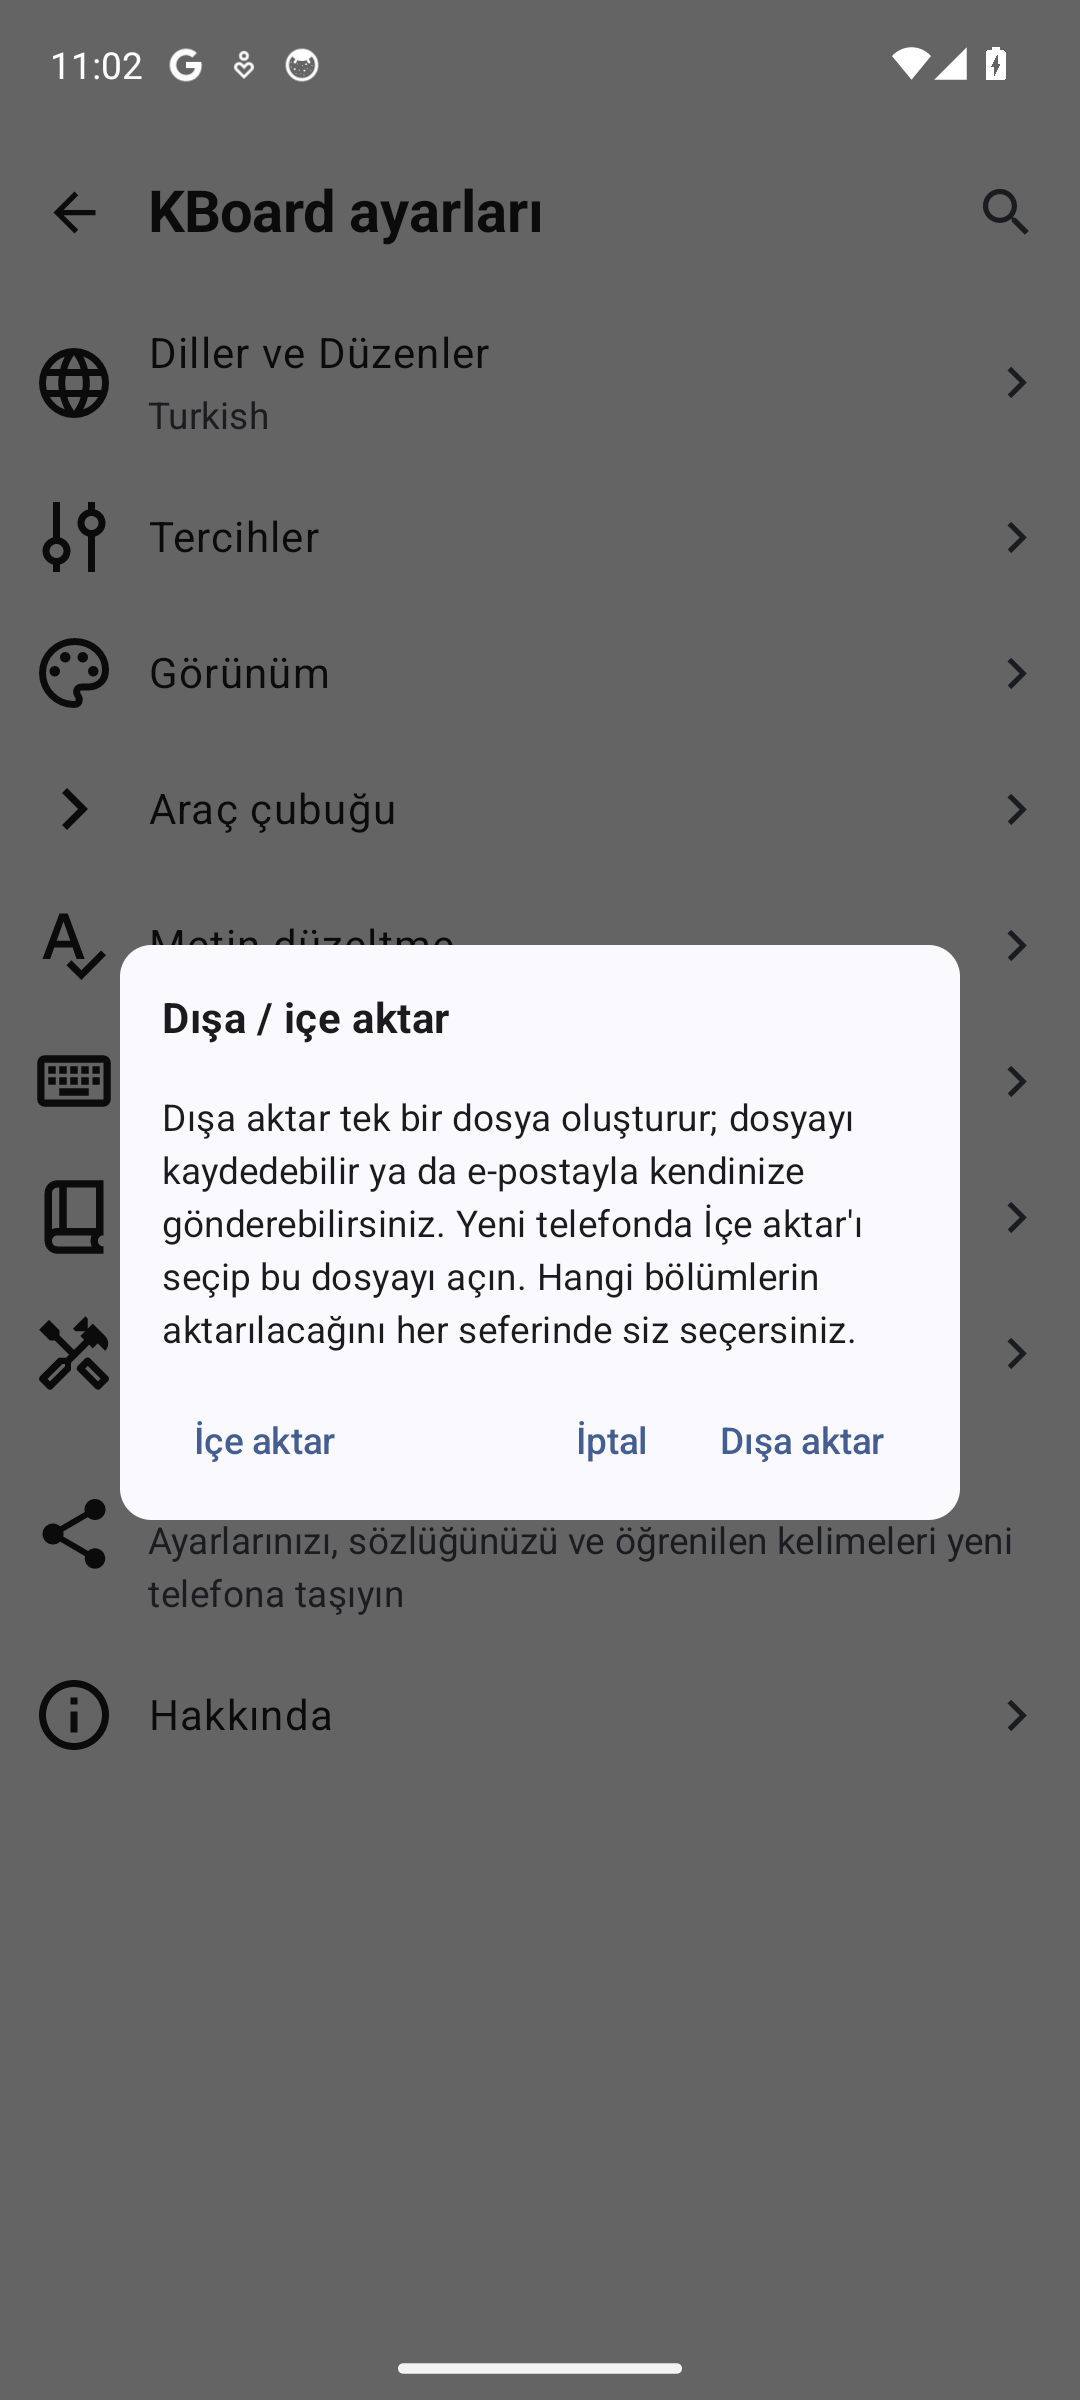 11:02
KBoard ayarları
Diller ve Düzenler
Turkish
Tercihler
Görünüm
Araç çubuğu
Metin düzeltme
Dışa / içe aktar
Dışa aktar tek bir dosya oluşturur; dosyayı
kaydedebilir ya da e-postayla kendinize
gönderebilirsiniz. Yeni telefonda İçe aktar'ı
seçip bu dosyayı açın. Hangi bölümlerin
aktarılacağını her seferinde siz seçersiniz.
İçe aktar İptal Dışa aktar
Ayarlarınızı, sözlüğünüzü ve öğrenilen kelimeleri yeni
telefona taşıyın
Hakkında